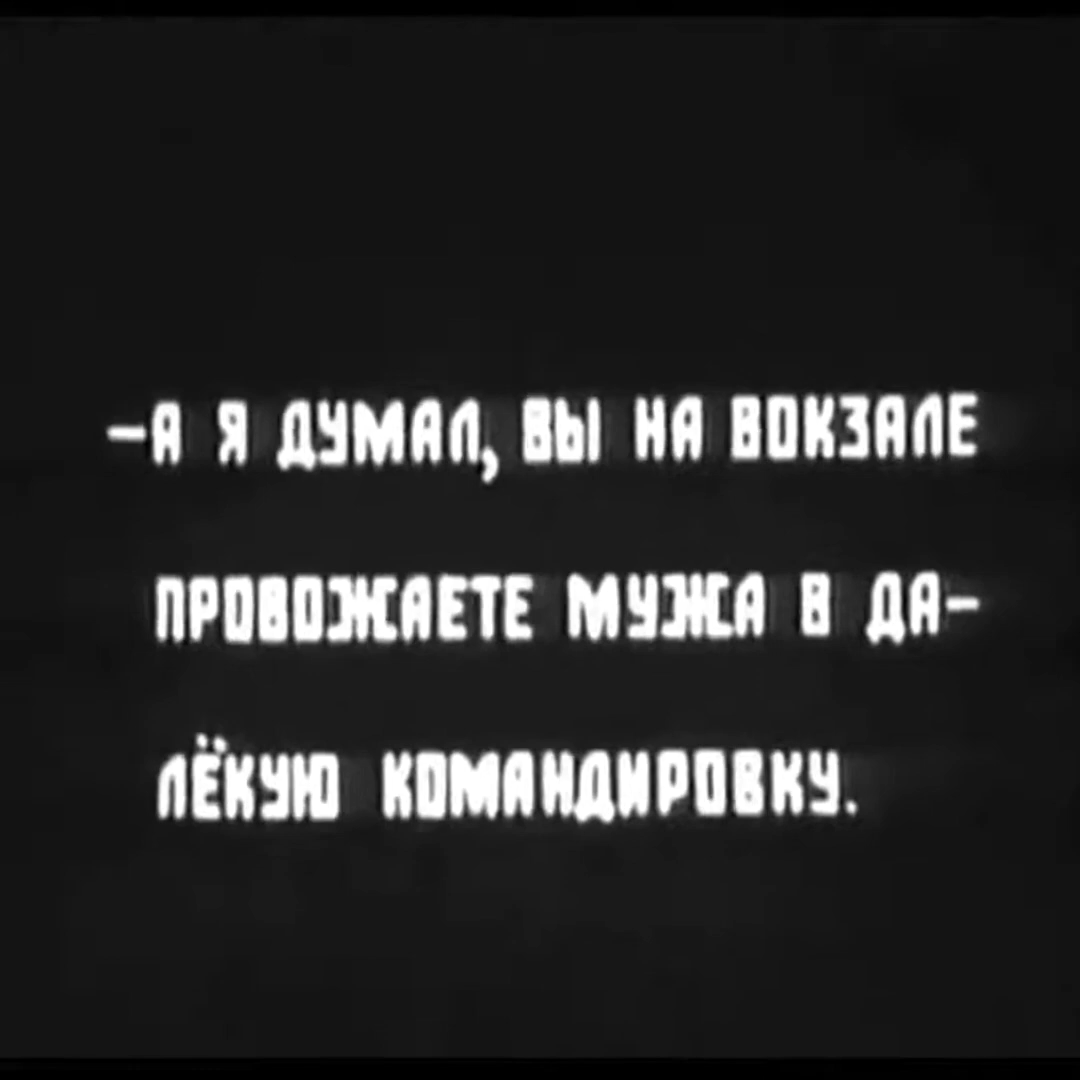 –А Я ДУМАЛ, ВЫ НА ВОКЗАЛЕ
ПРОВОЖАЕТЕ МУЖА В ДА-
ЛЁКУЮ КОМАНДИРОВКУ.